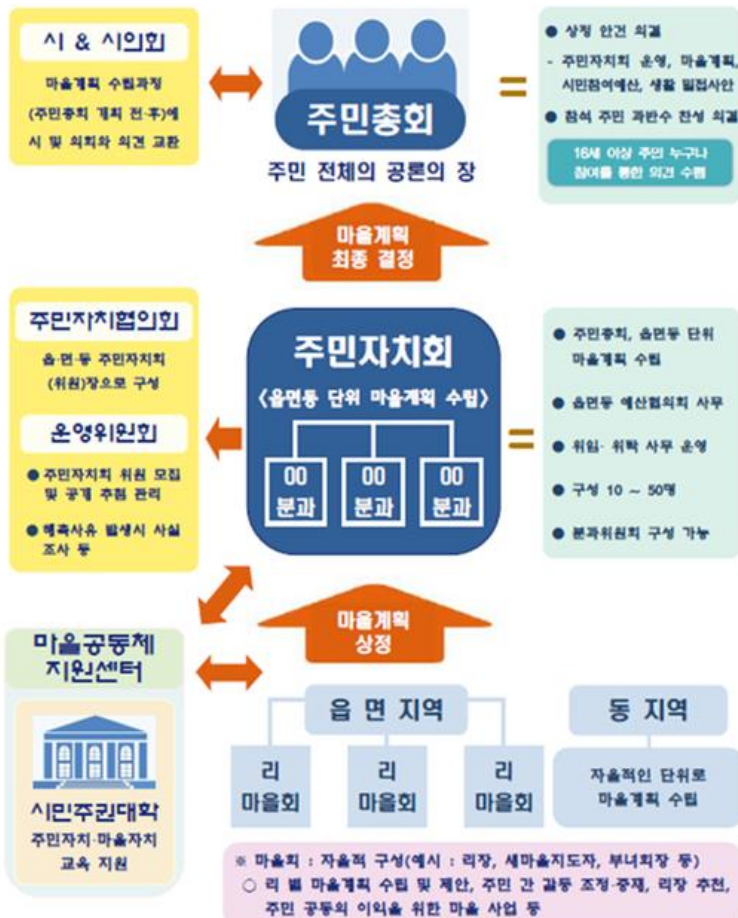 시 & 시의회
마을계획 수립과정
(주민총회 계획 전·후)에
시 및 의회와 의견 교환
주민총회
주민 전체의 공론의 장
● 상정 안건 의결
- 주민자치회 운영, 마을계획,
시민참여예산, 생활 밀접사안
● 참여 주민 과반수 찬성 의결
16세 이상 주민 누구나
참여를 통한 의견 수렴
마을계획
최종 결정
주민자치협의회
읍·면·동 주민자치회
(위원)장으로 구성
운영위원회
● 주민자치회 위원 모집
및 공개 추첨 관리
● 해촉사유 발생시 사실
조사 등
주민자치회
<읍면동 단위 마을계획 수립>
00
분과
00
분과
00
분과
● 주민총회, 읍면동 단위
마을계획 수립
● 읍면동 예산협의회 사무
● 위임·위탁 사무 운영
● 구성 10 ~ 50명
● 분과위원회 구성 가능
마을계획
상정
마을공동체
지원센터
시민주권대학
주민자치·마을자치
교육 지원
읍 면 지역
리
마을회
리
마을회
리
마을회
동 지역
자율적인 단위로
마을계획 수립
※ 마을회 : 자율적 구성(예시 : 리장, 새마을지도자, 부녀회장 등)
○ 리 별 마을계획 수립 및 제안, 주민 간 갈등 조정·중재, 리장 추천,
주민 공동의 이익을 위한 마을 사업 등